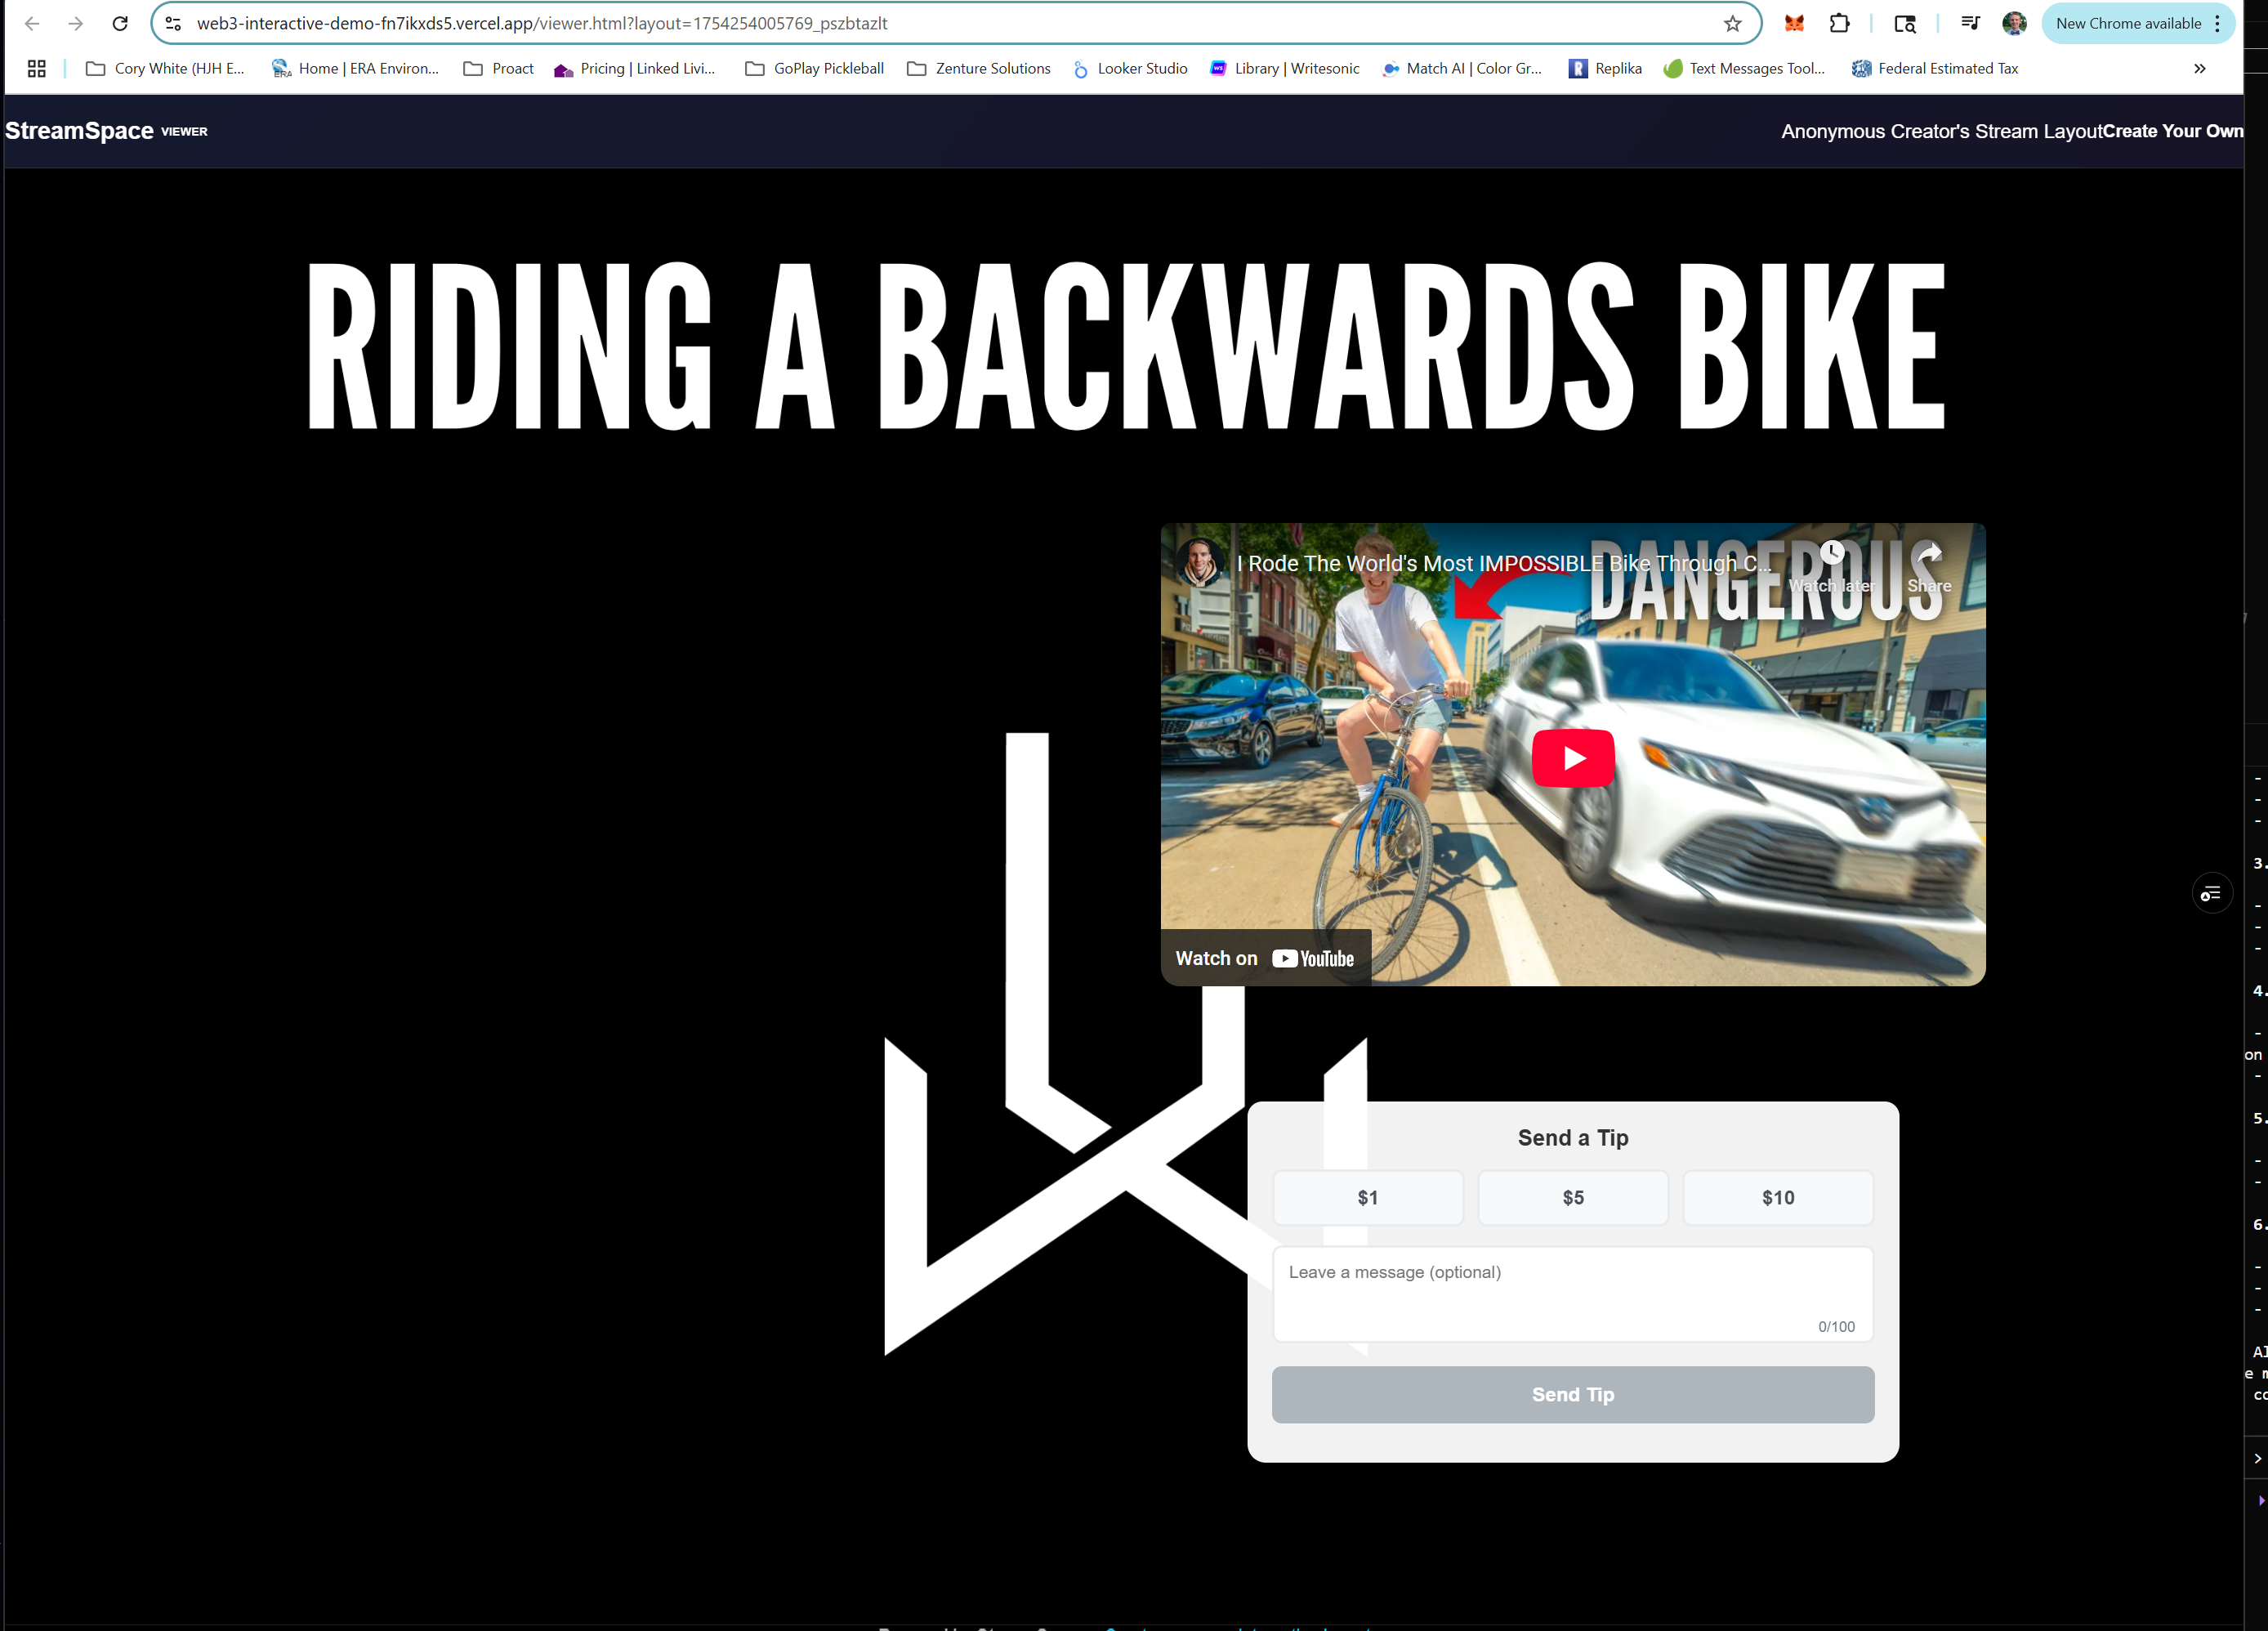 web3-interactive-demo-fn7ikxds5.vercel.app/viewer.html?layout=1754254005769_pszbtazlt
New Chrome available
Cory White (HJH E...
Home | ERA Environ...
Proact
Pricing | Linked Livi...
GoPlay Pickleball
Zenture Solutions
Looker Studio
Library | Writesonic
Match AI | Color Gr...
Replika
Text Messages Tool...
Federal Estimated Tax
StreamSpace VIEWER
Anonymous Creator's Stream Layout
Create Your Own
RIDING A BACKWARDS BIKE
I Rode The World's Most IMPOSSIBLE Bike Through C...
DANGEROUS
Watch later
Share
Watch on YouTube
Send a Tip
$1
$5
$10
Leave a message (optional)
0/100
Send Tip
3.
4.
on
5.
6.